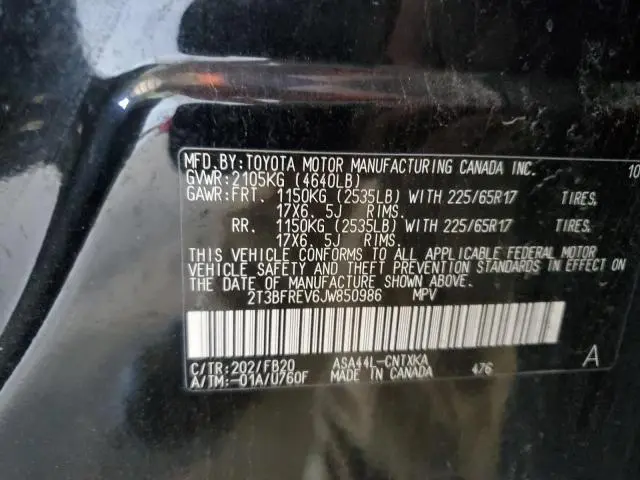 MFD.BY:TOYOTA MOTOR MANUFACTURING CANADA INC. 10
GVWR:2105KG (4640LB)
GAWR:FRT. 1150KG (2535LB) WITH 225/65R17 TIRES,
17X6. 5J RIMS.
RR. 1150KG (2535LB) WITH 225/65R17 TIRES,
17X6. 5J RIMS.
THIS VEHICLE CONFORMS TO ALL APPLICABLE FEDERAL MOTOR
VEHICLE SAFETY AND THEFT PREVENTION STANDARDS IN EFFECT ON
THE DATE OF MANUFACTURE SHOWN ABOVE.
2T3BFREV6JW850986 MPV
C/TR:202/FB20 ASA44L-CNTXKA A
A/TM:-01A/U760F MADE IN CANADA 476